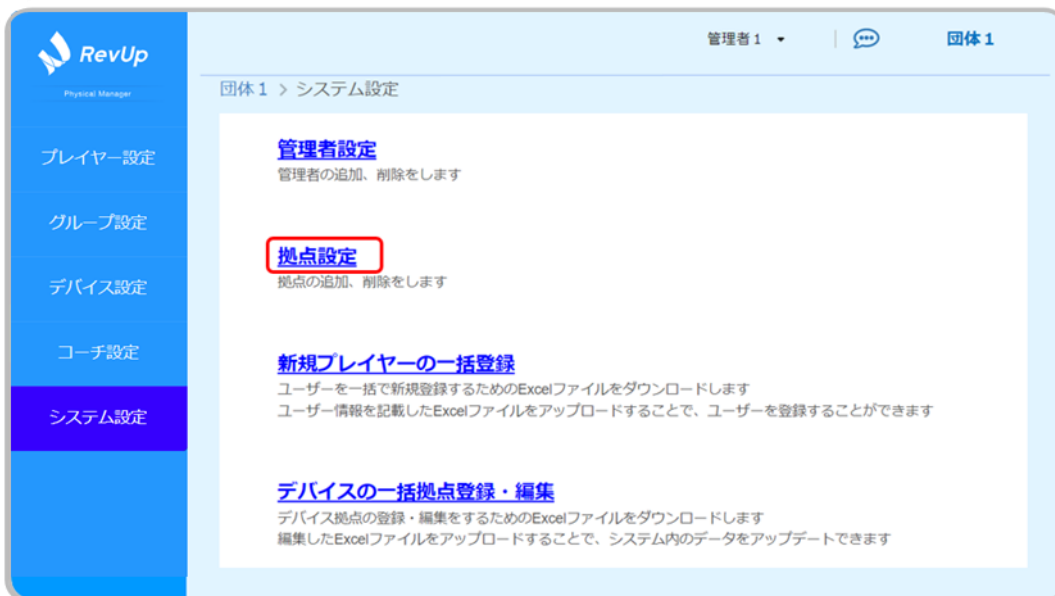 RevUp
Physical Manager
管理者1
団体1
団体1 > システム設定
プレイヤー設定
グループ設定
デバイス設定
コーチ設定
システム設定
管理者設定
管理者の追加、削除をします
拠点設定
拠点の追加、削除をします
新規プレイヤーの一括登録
ユーザーを一括で新規登録するためのExcelファイルをダウンロードします
ユーザー情報を記載したExcelファイルをアップロードすることで、ユーザーを登録することができます
デバイスの一括拠点登録・編集
デバイス拠点の登録・編集をするためのExcelファイルをダウンロードします
編集したExcelファイルをアップロードすることで、システム内のデータをアップデートできます